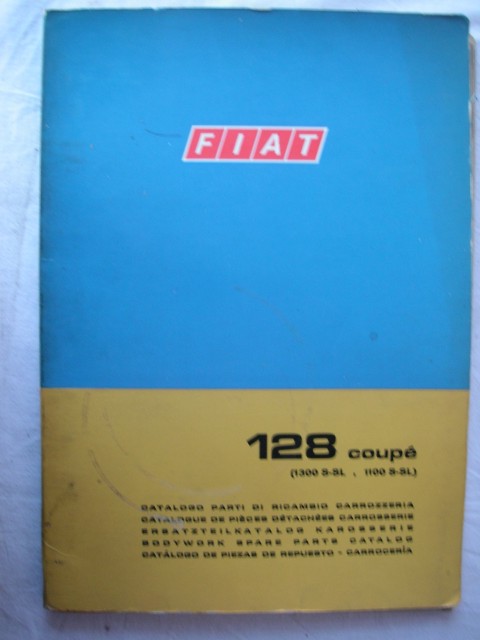 FIAT
128 coupé
(1300 S-SL . 1100 S-SL)
CATALOGO PARTI DI RICAMBIO CARROZZERIA
CATALOGUE DE PIÈCES DÉTACHÉES CARROSSERIE
ERSATZTEILKATALOG KAROSSERIE
BODYWORK SPARE PARTS CATALOG
CATÁLOGO DE PIEZAS DE REPUESTO - CARROCERÍA